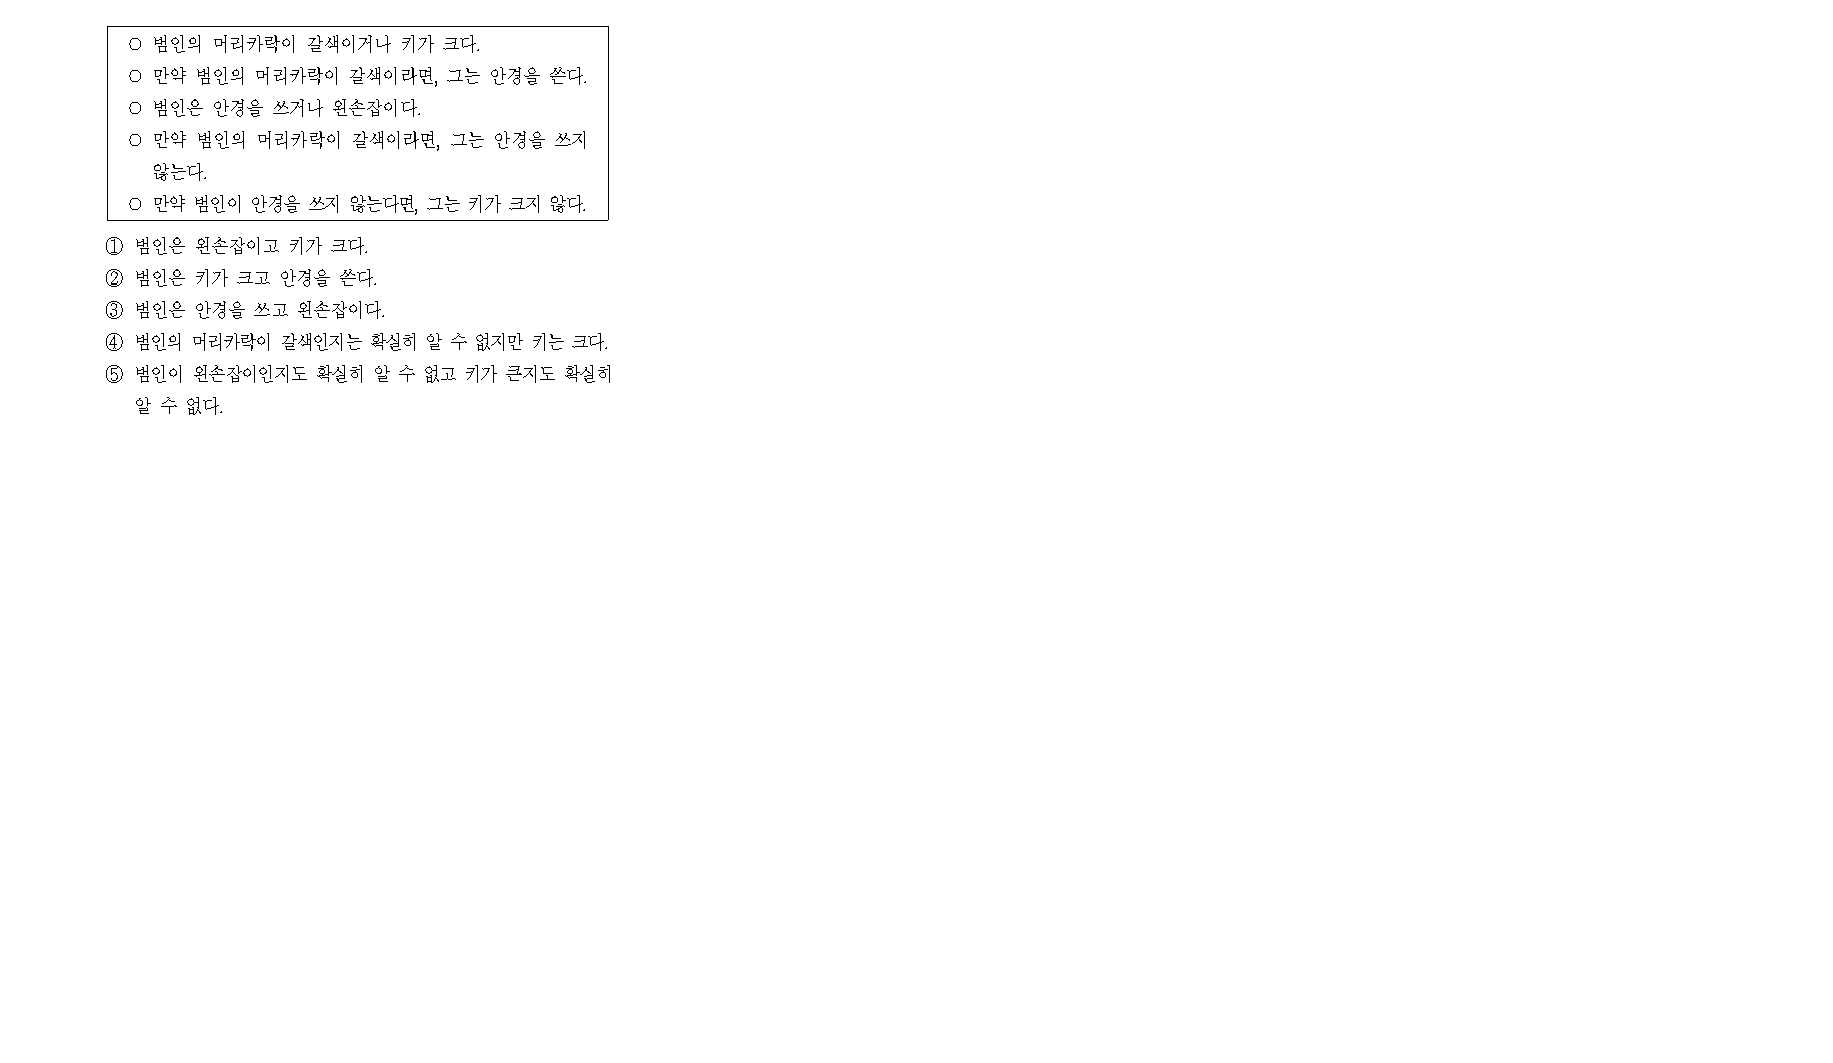 ○ 범인의 머리카락이 갈색이거나 키가 크다.
○ 만약 범인의 머리카락이 갈색이라면, 그는 안경을 쓴다.
○ 범인은 안경을 쓰거나 왼손잡이다.
○ 만약 범인의 머리카락이 갈색이라면, 그는 안경을 쓰지
않는다.
○ 만약 범인이 안경을 쓰지 않는다면, 그는 키가 크지 않다.
① 범인은 왼손잡이고 키가 크다.
② 범인은 키가 크고 안경을 쓴다.
③ 범인은 안경을 쓰고 왼손잡이다.
④ 범인의 머리카락이 갈색인지는 확실히 알 수 없지만 키는 크다.
⑤ 범인이 왼손잡이인지도 확실히 알 수 없고 키가 큰지도 확실히
알 수 없다.